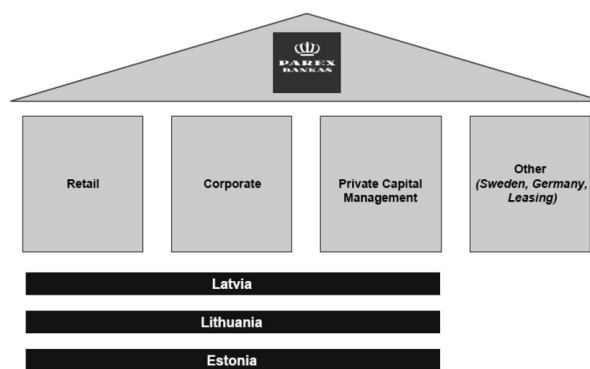 PAREX
BANKAS
Retail
Corporate
Private Capital
Management
Other
(Sweden, Germany,
Leasing)
Latvia
Lithuania
Estonia